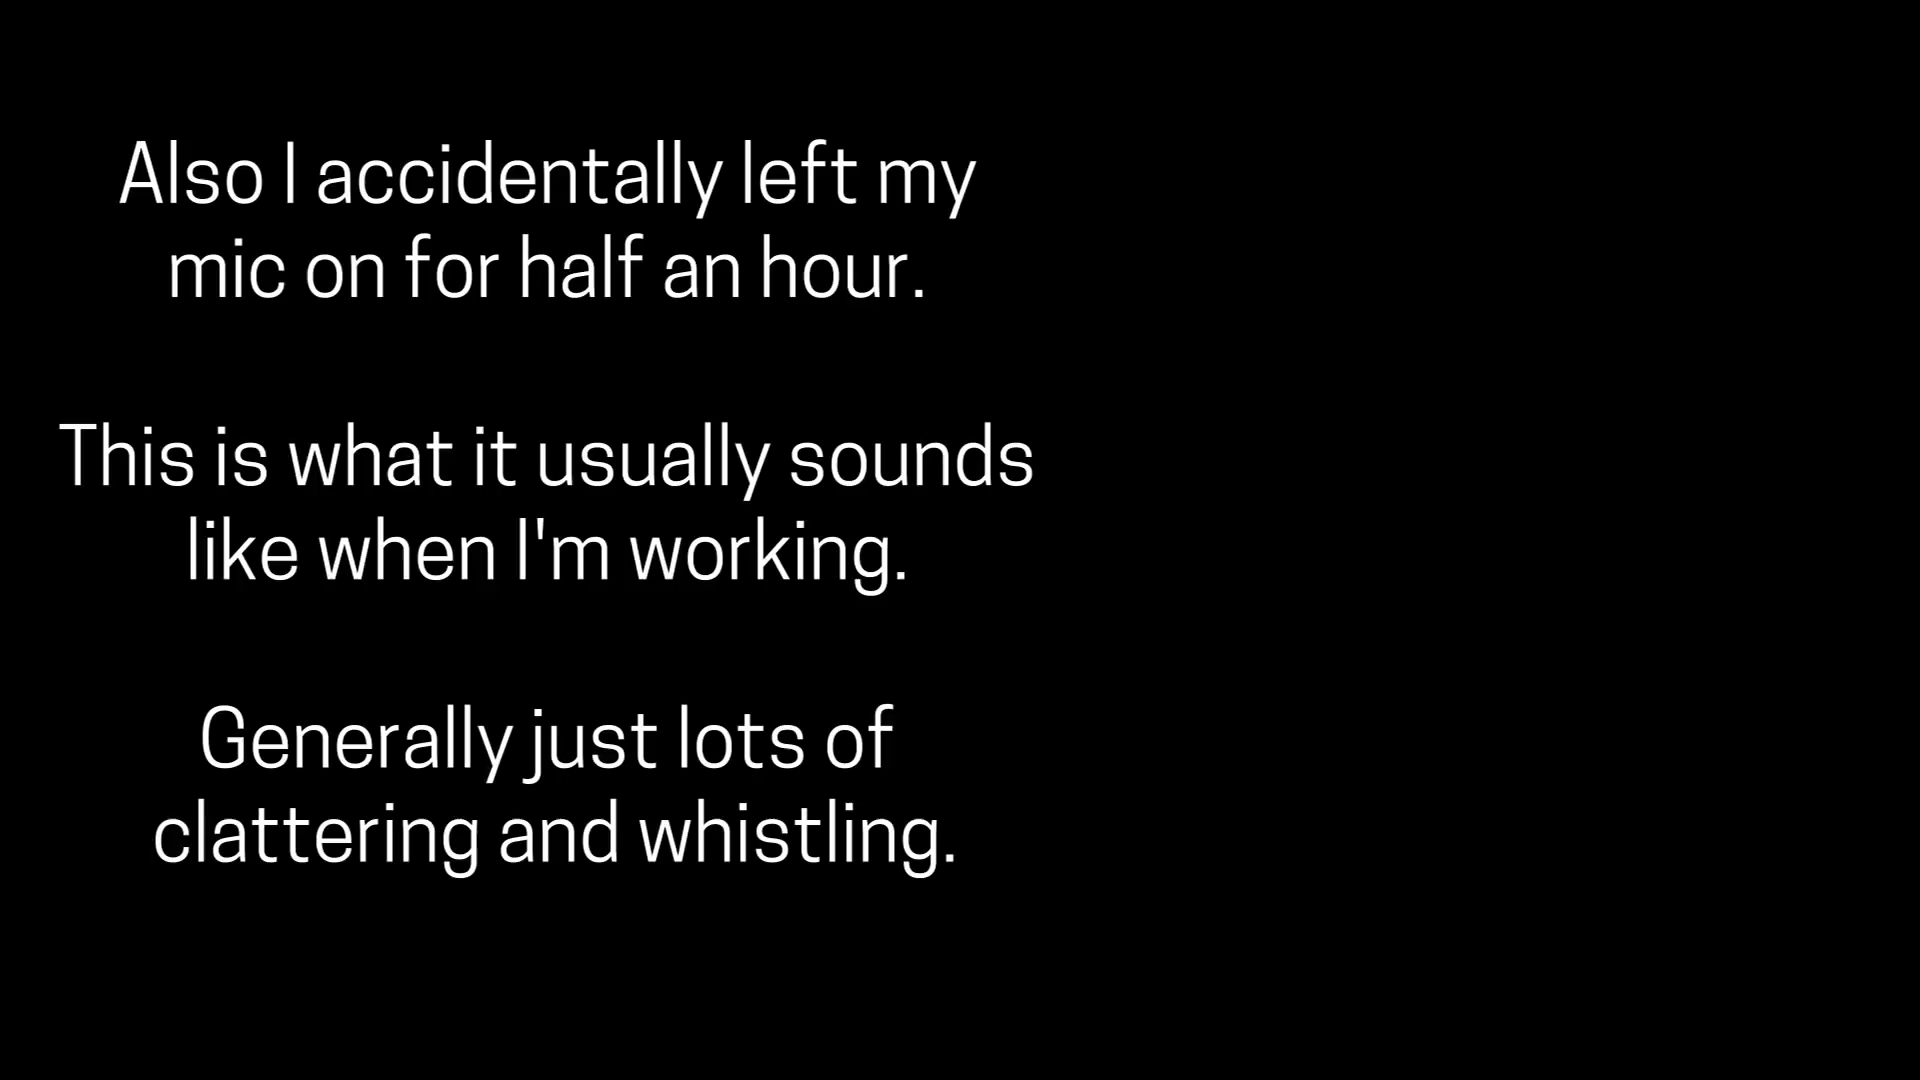 Also I accidentally left my
mic on for half an hour.
This is what it usually sounds
like when I'm working.
Generally just lots of
clattering and whistling.